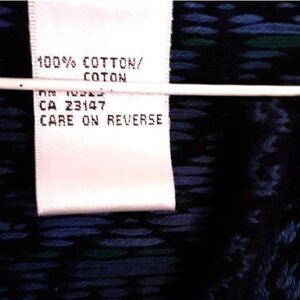 100% COTTON/
COTON
CA 23147
CARE ON REVERSE